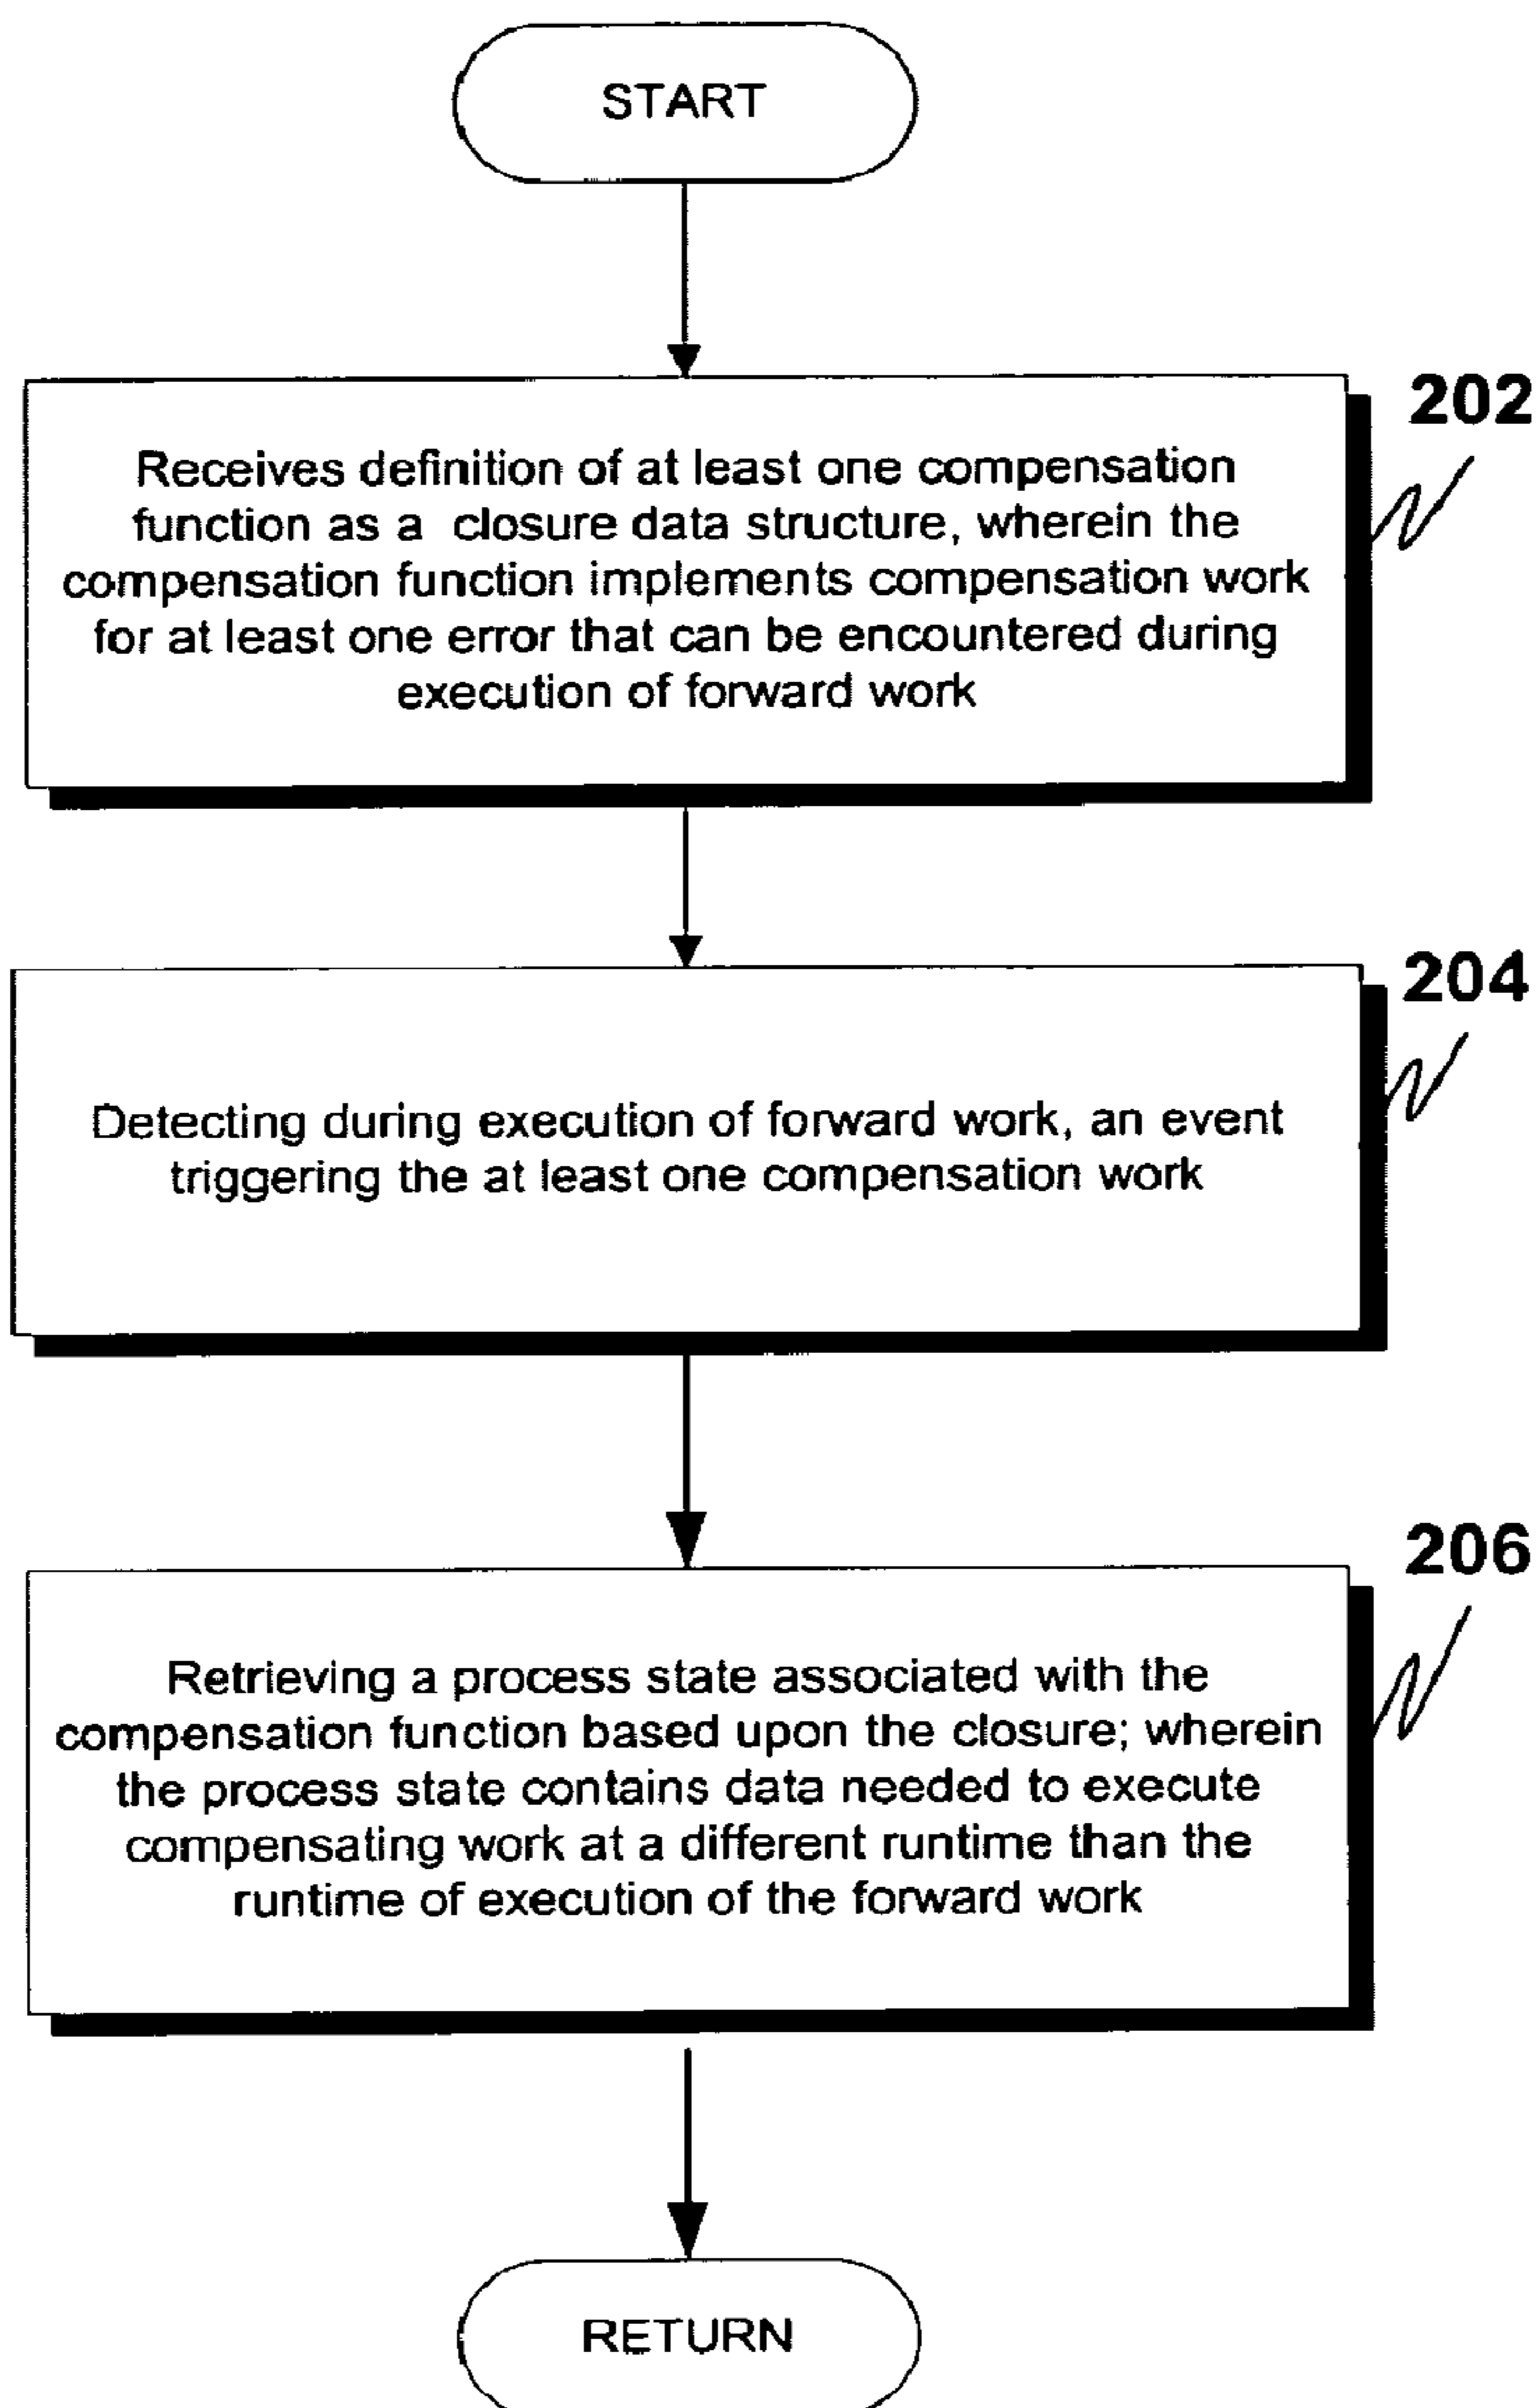 START
202
Receives definition of at least one compensation
function as a closure data structure, wherein the
compensation function implements compensation work
for at least one error that can be encountered during
execution of forward work
204
Detecting during execution of forward work, an event
triggering the at least one compensation work
206
Retrieving a process state associated with the
compensation function based upon the closure; wherein
the process state contains data needed to execute
compensating work at a different runtime than the
runtime of execution of the forward work
RETURN